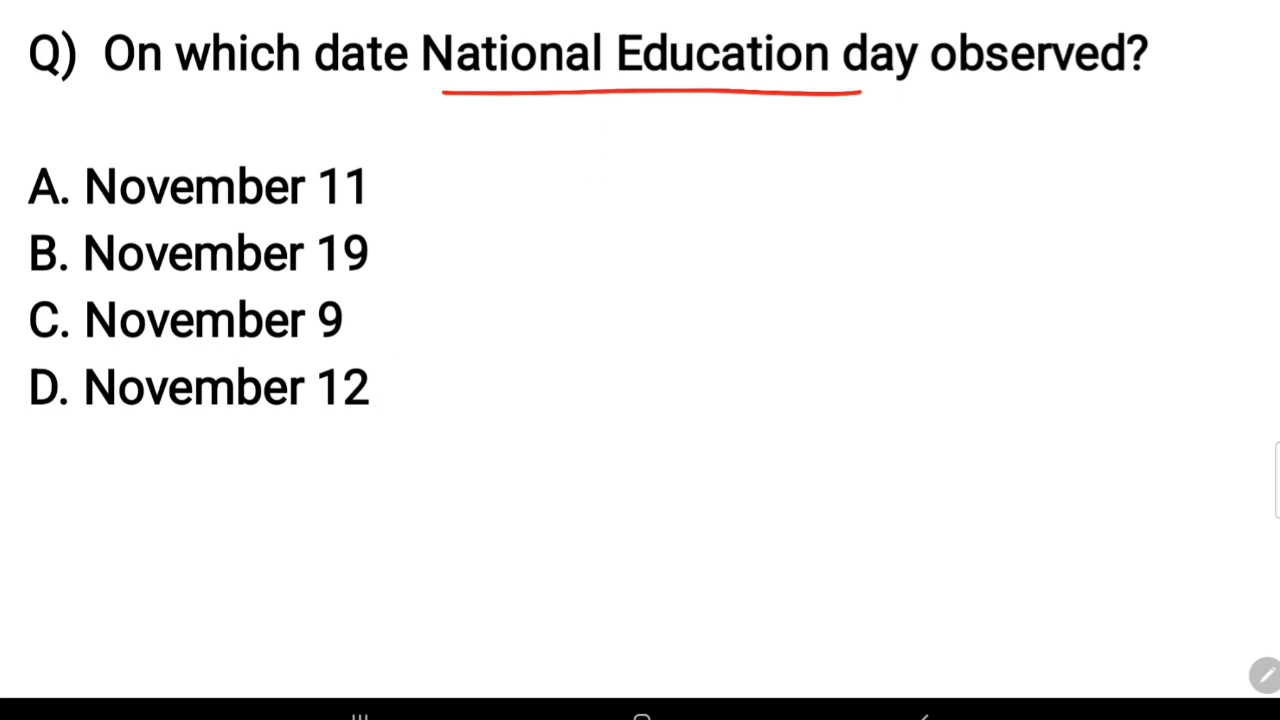 Q) On which date National Education day observed?
A. November 11
B. November 19
C. November 9
D. November 12